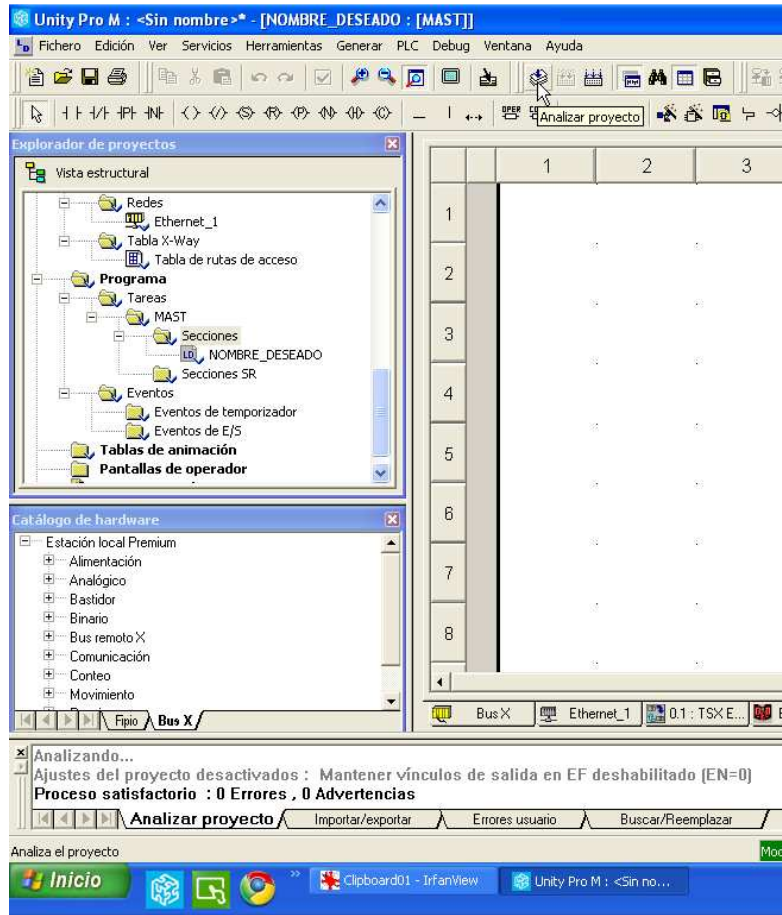 Unity Pro M : <Sin nombre>* - [NOMBRE_DESEADO : [MAST]]
Fichero Edición Ver Servicios Herramientas Generar PLC Debug Ventana Ayuda
Analizar proyecto
Explorador de proyectos
Vista estructural
Redes
Ethernet_1
Tabla X-Way
Tabla de rutas de acceso
Programa
Tareas
MAST
Secciones
LD NOMBRE_DESEADO
Secciones SR
Eventos
Eventos de temporizador
Eventos de E/S
Tablas de animación
Pantallas de operador
1 2 3
1
2
3
4
5
6
7
8
Catálogo de hardware
Estación local Premium
Alimentación
Analógico
Bastidor
Binario
Bus remoto X
Comunicación
Conteo
Movimiento
Fipio Bus X
Bus X Ethernet_1 0.1 : TSX E...
Analizando...
Ajustes del proyecto desactivados : Mantener vínculos de salida en EF deshabilitado (EN=0)
Proceso satisfactorio : 0 Errores , 0 Advertencias
Analizar proyecto Importar/exportar Errores usuario Buscar/Reemplazar
Analiza el proyecto
Inicio Clipboard01 - IrfanView Unity Pro M : <Sin no...